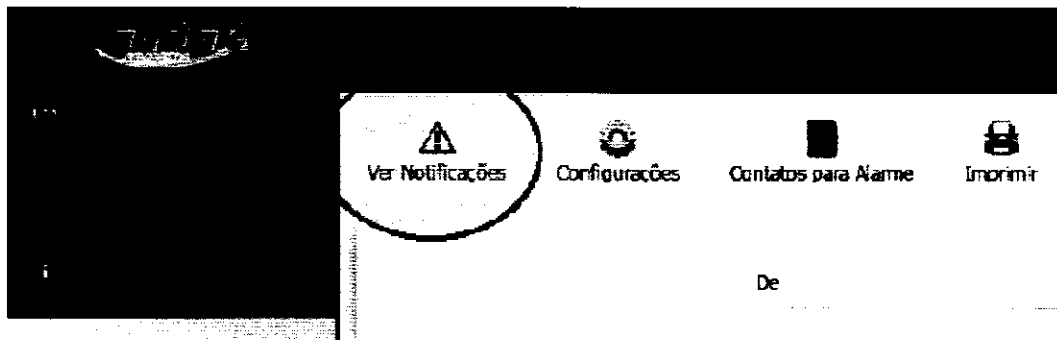 Ver Notificações
Configurações
Contatos para Alarme
Imprimir
De